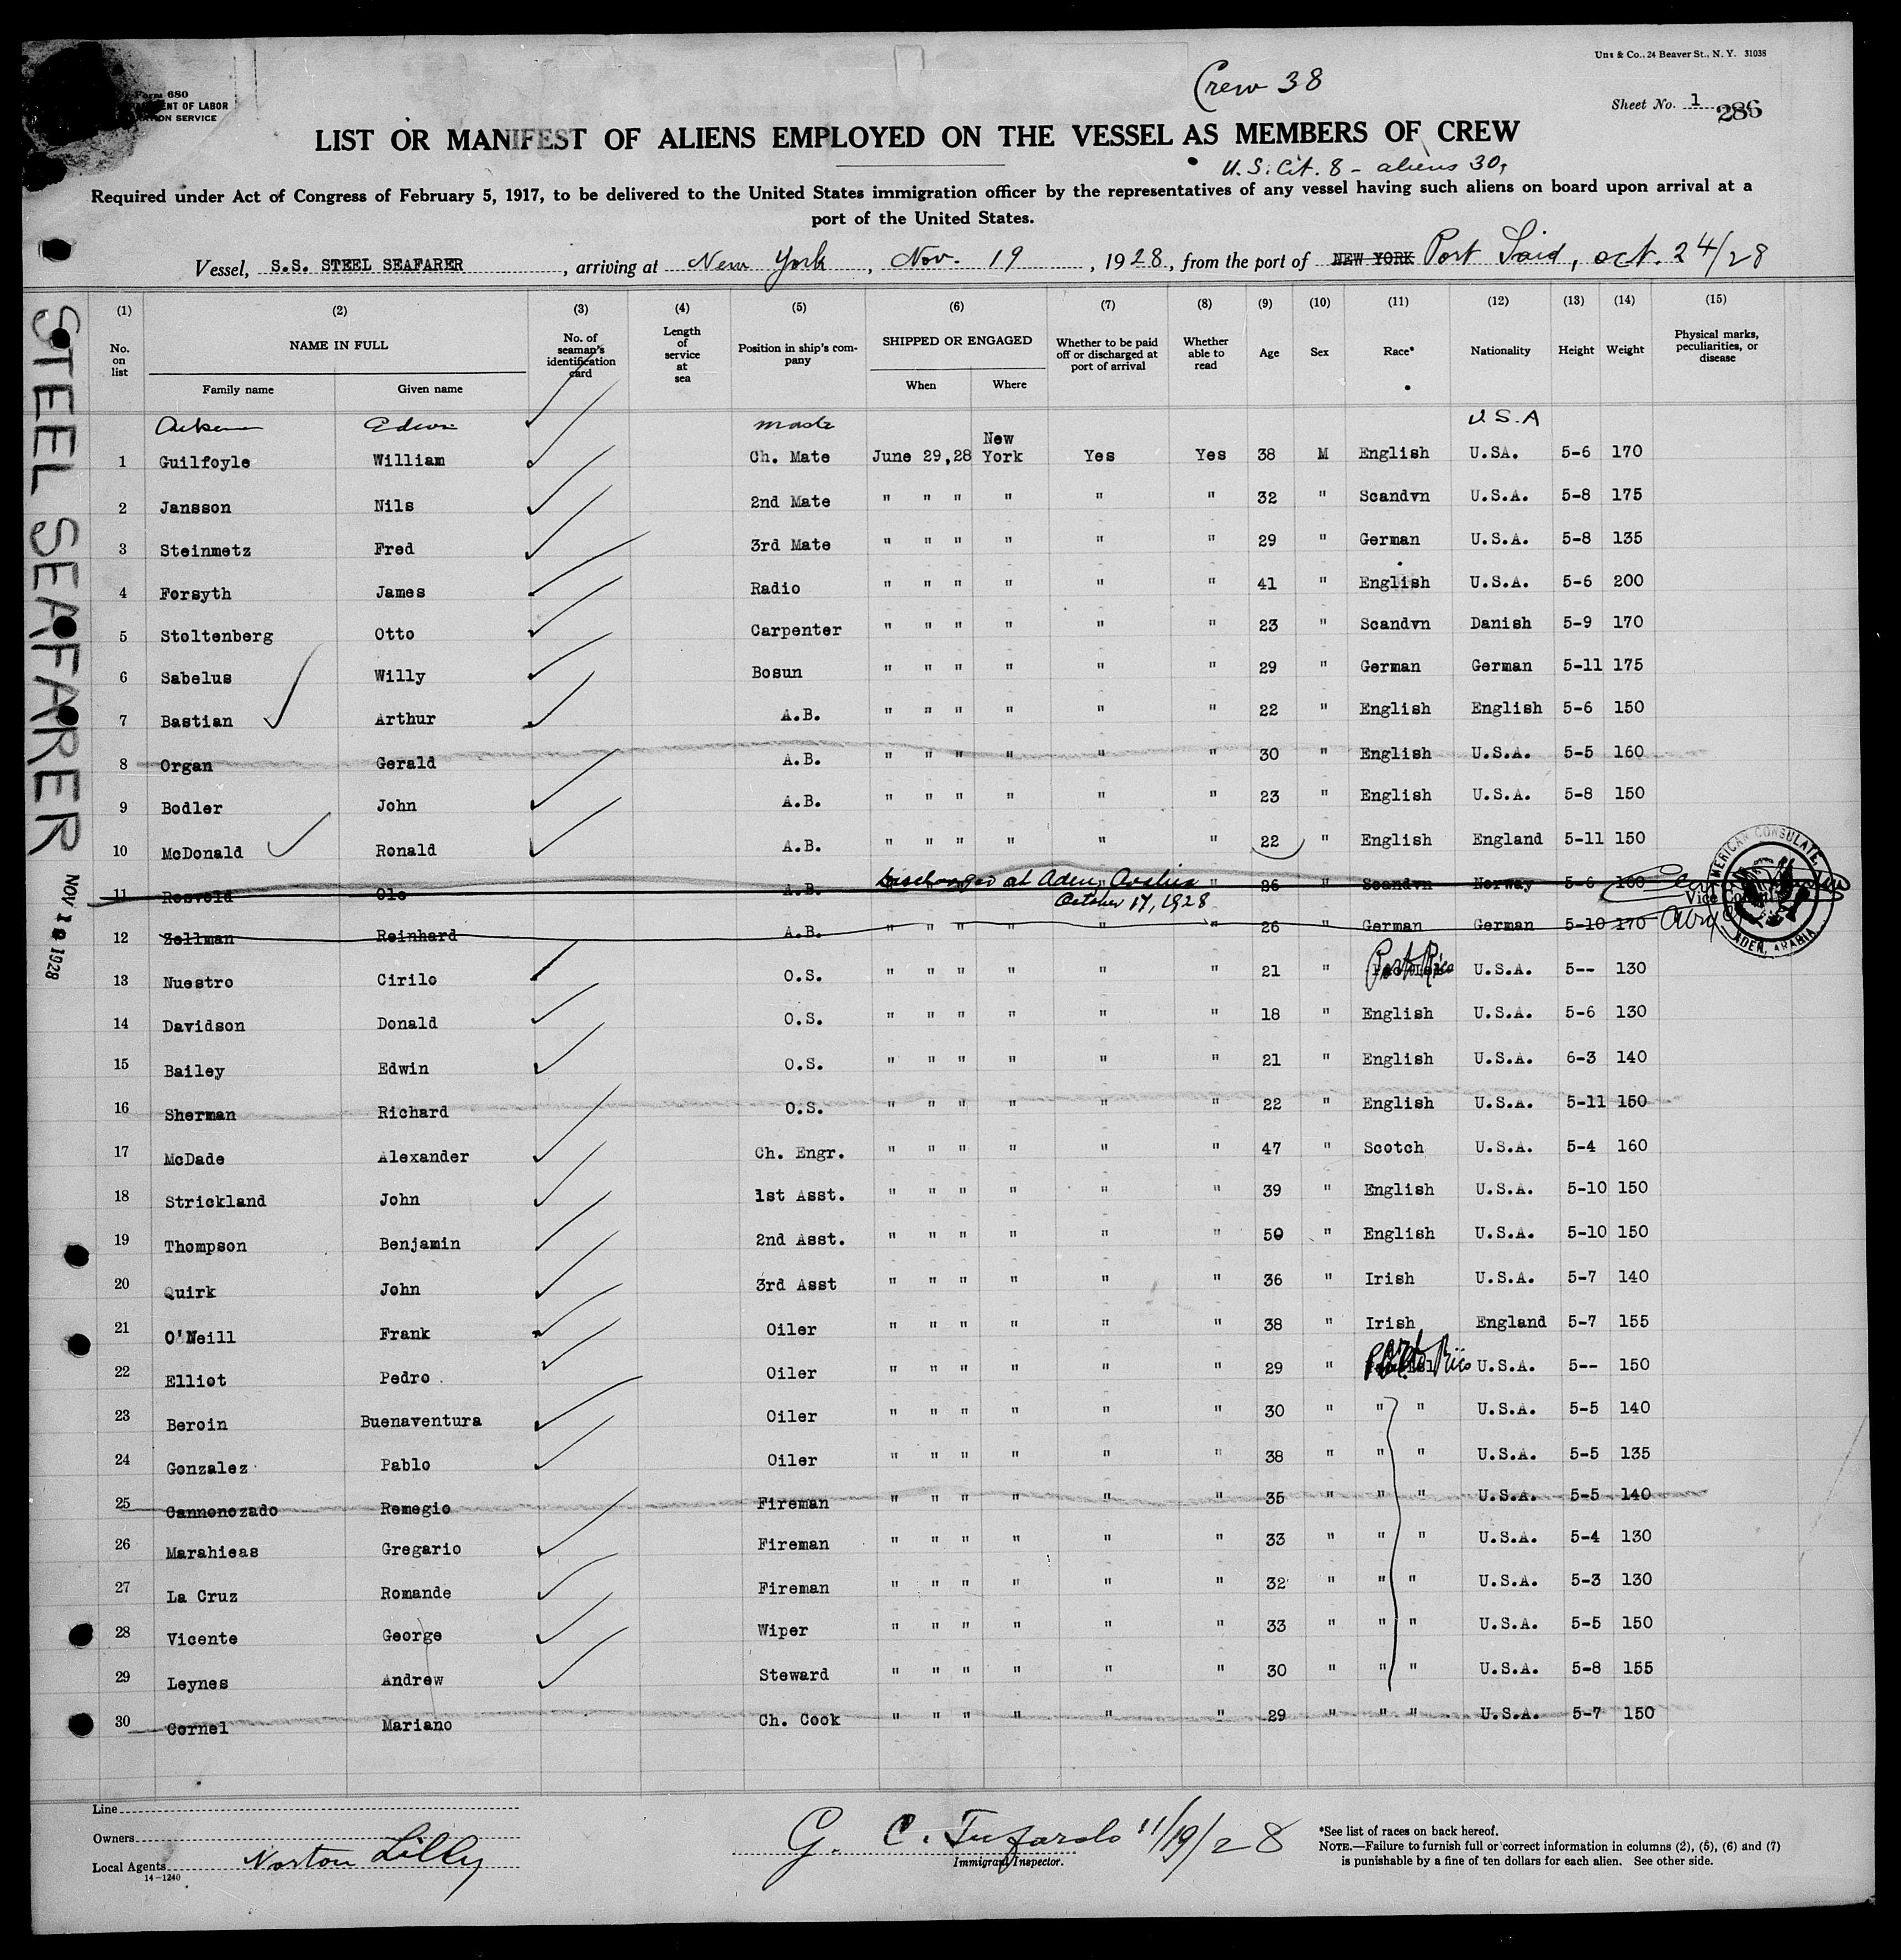 Uns & Co., 24 Beaver St., N. Y. 31038
Crew 38
Form 680
ENT OF LABOR
ION SERVICE
Sheet No. 1
286
LIST OR MANIFEST OF ALIENS EMPLOYED ON THE VESSEL AS MEMBERS OF CREW
U.S. Cit. 8 - aliens 30,
Required under Act of Congress of February 5, 1917, to be delivered to the United States immigration officer by the representatives of any vessel having such aliens on board upon arrival at a
port of the United States.
Vessel, S.S. STEEL SEAFARER, arriving at New York, Nov. 19, 1928, from the port of NEW YORK Port Said, oct. 24/28
STEEL SEAFARER
NOV 19 1928
(1) (2) (3) (4) (5) (6) (7) (8) (9) (10) (11) (12) (13) (14) (15)
No. on list NAME IN FULL Family name Given name No. of seaman's identification card Length of service at sea Position in ship's company SHIPPED OR ENGAGED When Where Whether to be paid off or discharged at port of arrival Whether able to read Age Sex Race* Nationality Height Weight Physical marks, peculiarities, or disease
Edwin U.S.A
1 Guilfoyle William Ch. Mate June 29,28 New York Yes Yes 38 M English U.SA. 5-6 170
2 Jansson Nils 2nd Mate " " " " " " 32 " Scandvn U.S.A. 5-8 175
3 Steinmetz Fred 3rd Mate " " " " " " 29 " German U.S.A. 5-8 135
4 Forsyth James Radio " " " " " " 41 " English U.S.A. 5-6 200
5 Stoltenberg Otto Carpenter " " " " " " 23 " Scandvn Danish 5-9 170
6 Sabelus Willy Bosun " " " " " " 29 " German German 5-11 175
7 Bastian Arthur A.B. " " " " " " 22 " English English 5-6 150
8 Organ Gerald A.B. " " " " " " 30 " English U.S.A. 5-5 160
9 Bodler John A.B. " " " " " " 23 " English U.S.A. 5-8 150
10 McDonald Ronald A.B. " " " " " " 22 " English England 5-11 150
11 Rosvold Ole A.B. Discharged at Aden, Arabia " 26 " Scandvn Norway 5-6 160
October 17, 1928
AMERICAN CONSULATE,
Vice
ADEN, ARABIA
12 Zellman Reinhard A.B. " " " " " " 26 " German German 5-10 170
13 Nuestro Cirilo O.S. " " " " " " 21 " Porto Rico U.S.A. 5-- 130
14 Davidson Donald O.S. " " " " " " 18 " English U.S.A. 5-6 130
15 Bailey Edwin O.S. " " " " " " 21 " English U.S.A. 6-3 140
16 Sherman Richard O.S. " " " " " " 22 " English U.S.A. 5-11 150
17 McDade Alexander Ch. Engr. " " " " " " 47 " Scotch U.S.A. 5-4 160
18 Strickland John 1st Asst. " " " " " " 39 " English U.S.A. 5-10 150
19 Thompson Benjamin 2nd Asst. " " " " " " 50 " English U.S.A. 5-10 150
20 Quirk John 3rd Asst " " " " " " 36 " Irish U.S.A. 5-7 140
21 O'Neill Frank Oiler " " " " " " 38 " Irish England 5-7 155
22 Elliot Pedro Oiler " " " " " " 29 " Porto Rico U.S.A. 5-- 150
23 Beroin Buenaventura Oiler " " " " " " 30 " " " U.S.A. 5-5 140
24 Gonzalez Pablo Oiler " " " " " " 38 " " " U.S.A. 5-5 135
25 Cannonozado Remegio Fireman " " " " " " 35 " " " U.S.A. 5-5 140
26 Marahieas Gregario Fireman " " " " " " 33 " " " U.S.A. 5-4 130
27 La Cruz Romande Fireman " " " " " " 32 " " " U.S.A. 5-3 130
28 Vicente George Wiper " " " " " " 33 " " " U.S.A. 5-5 150
29 Leynes Andrew Steward " " " " " " 30 " " " U.S.A. 5-8 155
30 Cornel Mariano Ch. Cook " " " " " " 29 " " " U.S.A. 5-7 150
Line
Owners
Local Agents Norton Lilly
14-1240
G. C. Tufardo 11/19/28
Immigrant Inspector.
*See list of races on back hereof.
NOTE.—Failure to furnish full or correct information in columns (2), (5), (6) and (7)
is punishable by a fine of ten dollars for each alien. See other side.